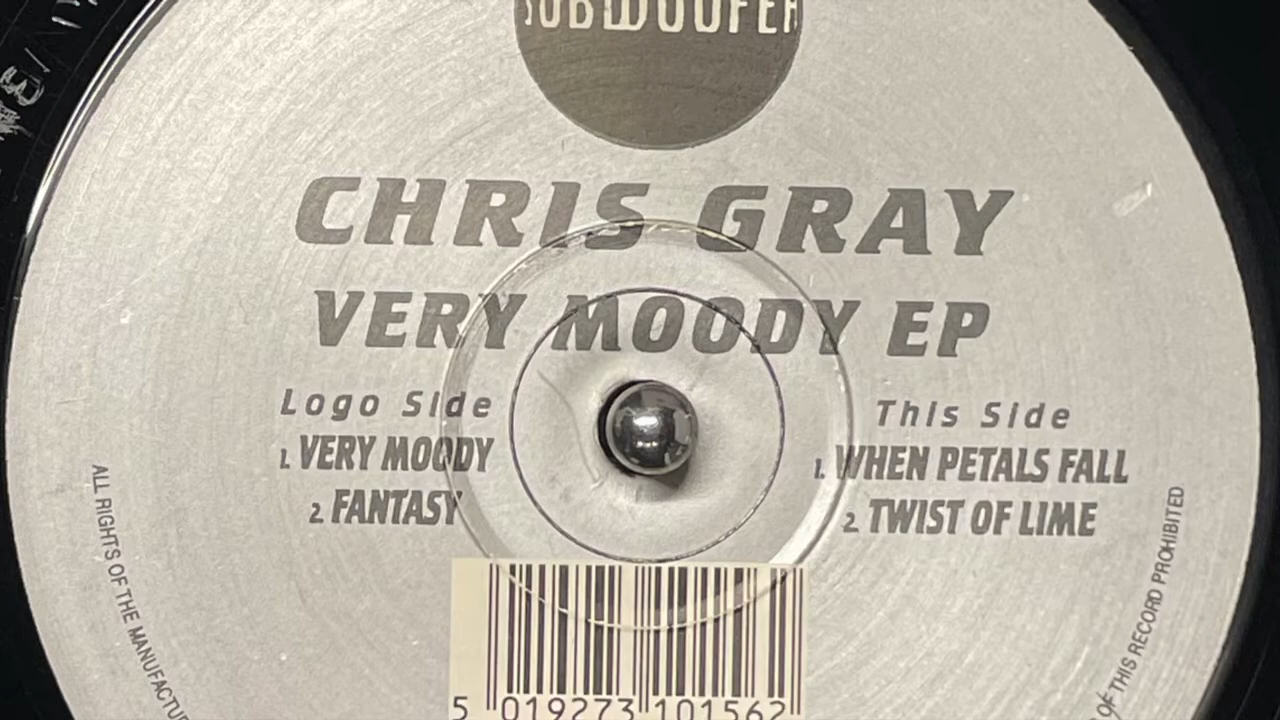 SUBWOOFER
CHRIS GRAY
VERY MOODY EP
Logo Side
1. VERY MOODY
2. FANTASY
This Side
1. WHEN PETALS FALL
2. TWIST OF LIME
ALL RIGHTS OF THE MANUFACTUR
OF THIS RECORD PROHIBITED
5 019273 101562